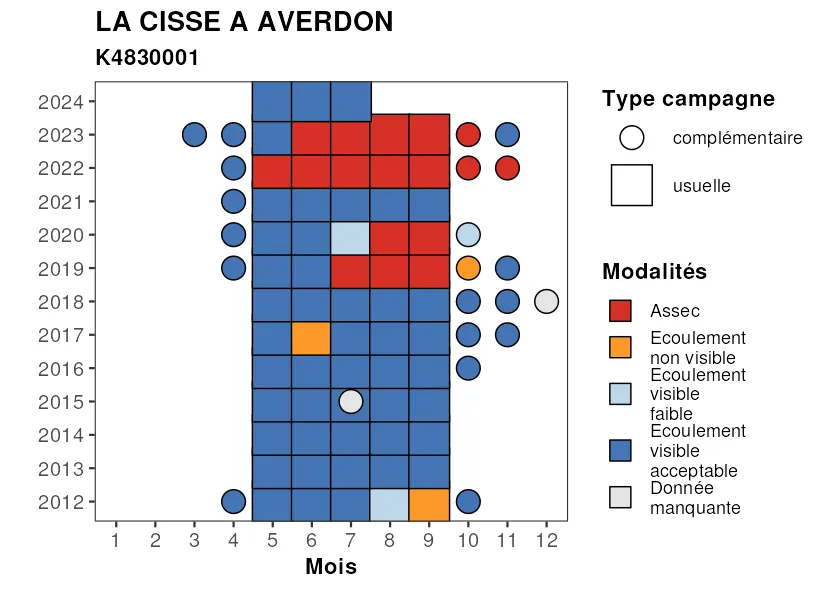 LA CISSE A AVERDON
K4830001
2024
2023
2022
2021
2020
2019
2018
2017
2016
2015
2014
2013
2012
1 2 3 4 5 6 7 8 9 10 11 12
Mois
Type campagne
complémentaire
usuelle
Modalités
Assec
Ecoulement
non visible
Ecoulement
visible
faible
Ecoulement
visible
acceptable
Donnée
manquante